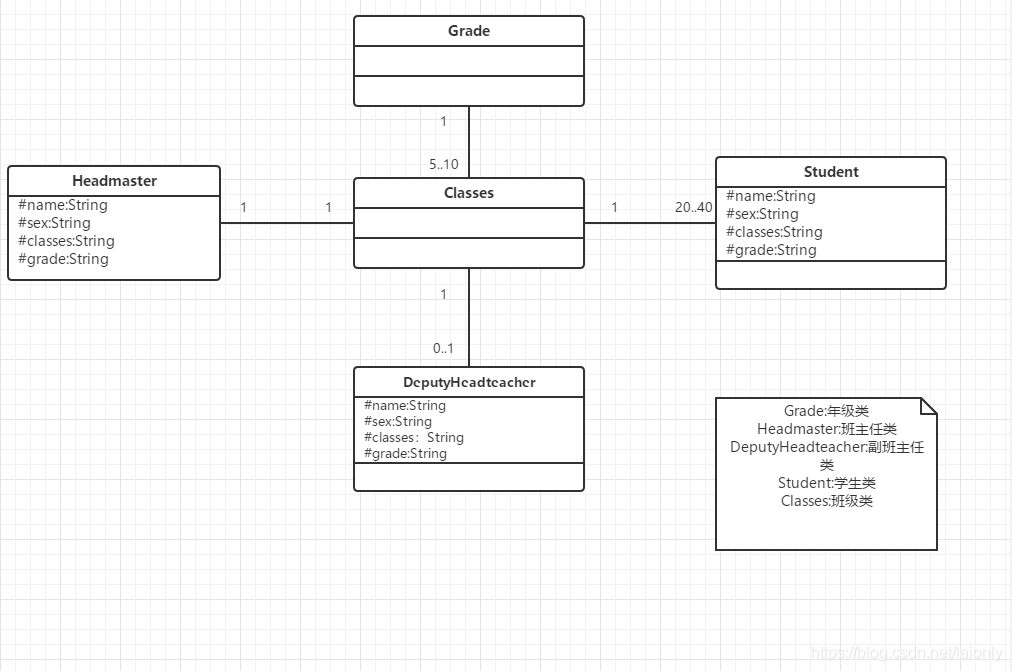 Grade
1
5..10
Headmaster
#name:String
#sex:String
#classes:String
#grade:String
1
1
Classes
1
20..40
Student
#name:String
#sex:String
#classes:String
#grade:String
1
0..1
DeputyHeadteacher
#name:String
#sex:String
#classes：String
#grade:String
Grade:年级类
Headmaster:班主任类
DeputyHeadteacher:副班主任
类
Student:学生类
Classes:班级类
https://blog.csdn.net/laionly